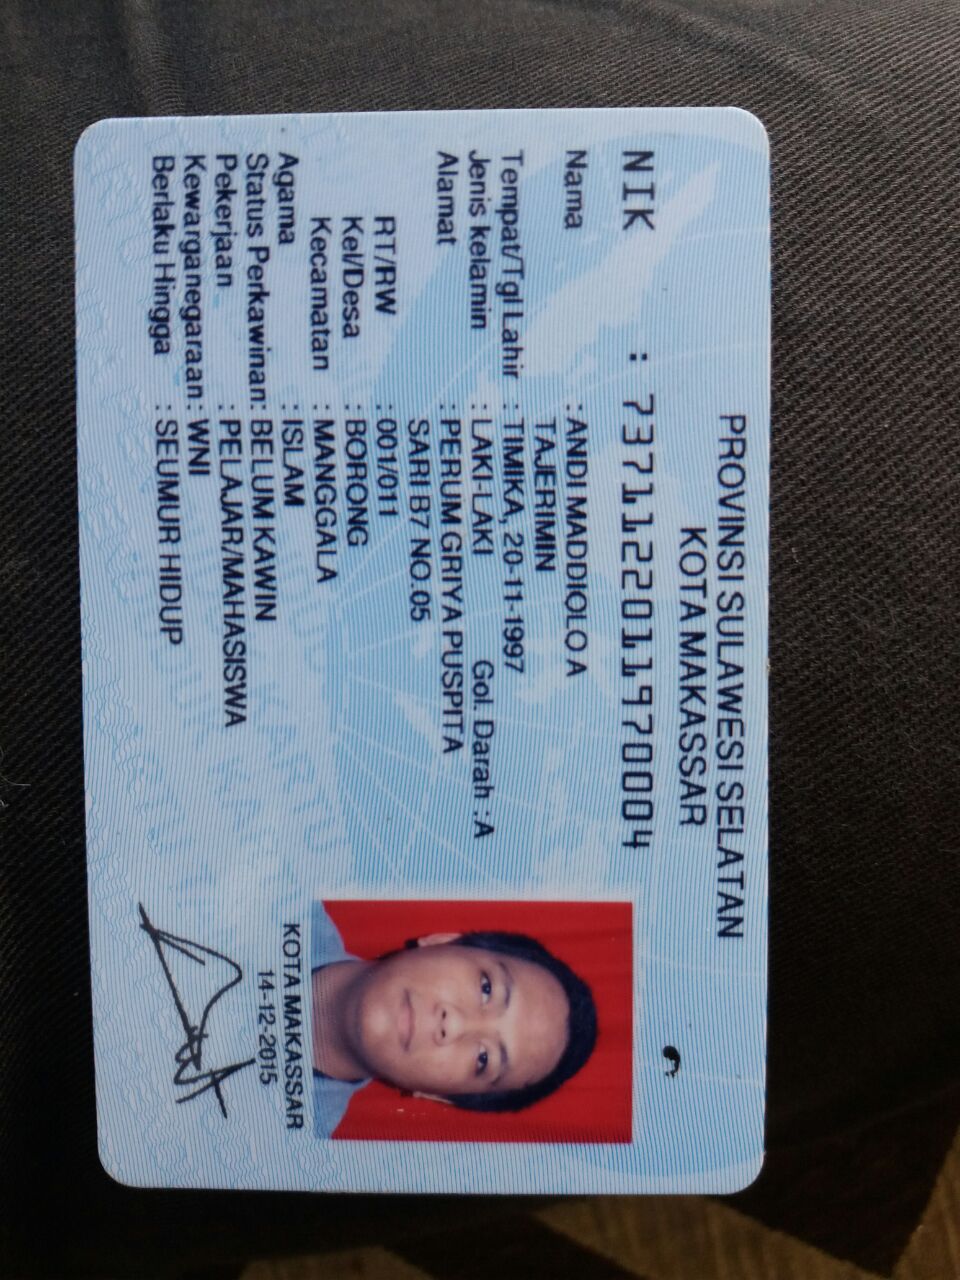 PROVINSI SULAWESI SELATAN
KOTA MAKASSAR
NIK : 7371122011970004
Nama : ANDI MADDIOLO A
TAJERIMIN
Tempat/Tgl Lahir : TIMIKA, 20-11-1997
Jenis kelamin : LAKI-LAKI Gol. Darah : A
Alamat : PERUM GRIYA PUSPITA
SARI B7 NO.05
RT/RW : 001/011
Kel/Desa : BORONG
Kecamatan : MANGGALA
Agama : ISLAM
Status Perkawinan: BELUM KAWIN
Pekerjaan : PELAJAR/MAHASISWA
Kewarganegaraan: WNI
Berlaku Hingga : SEUMUR HIDUP
KOTA MAKASSAR
14-12-2015